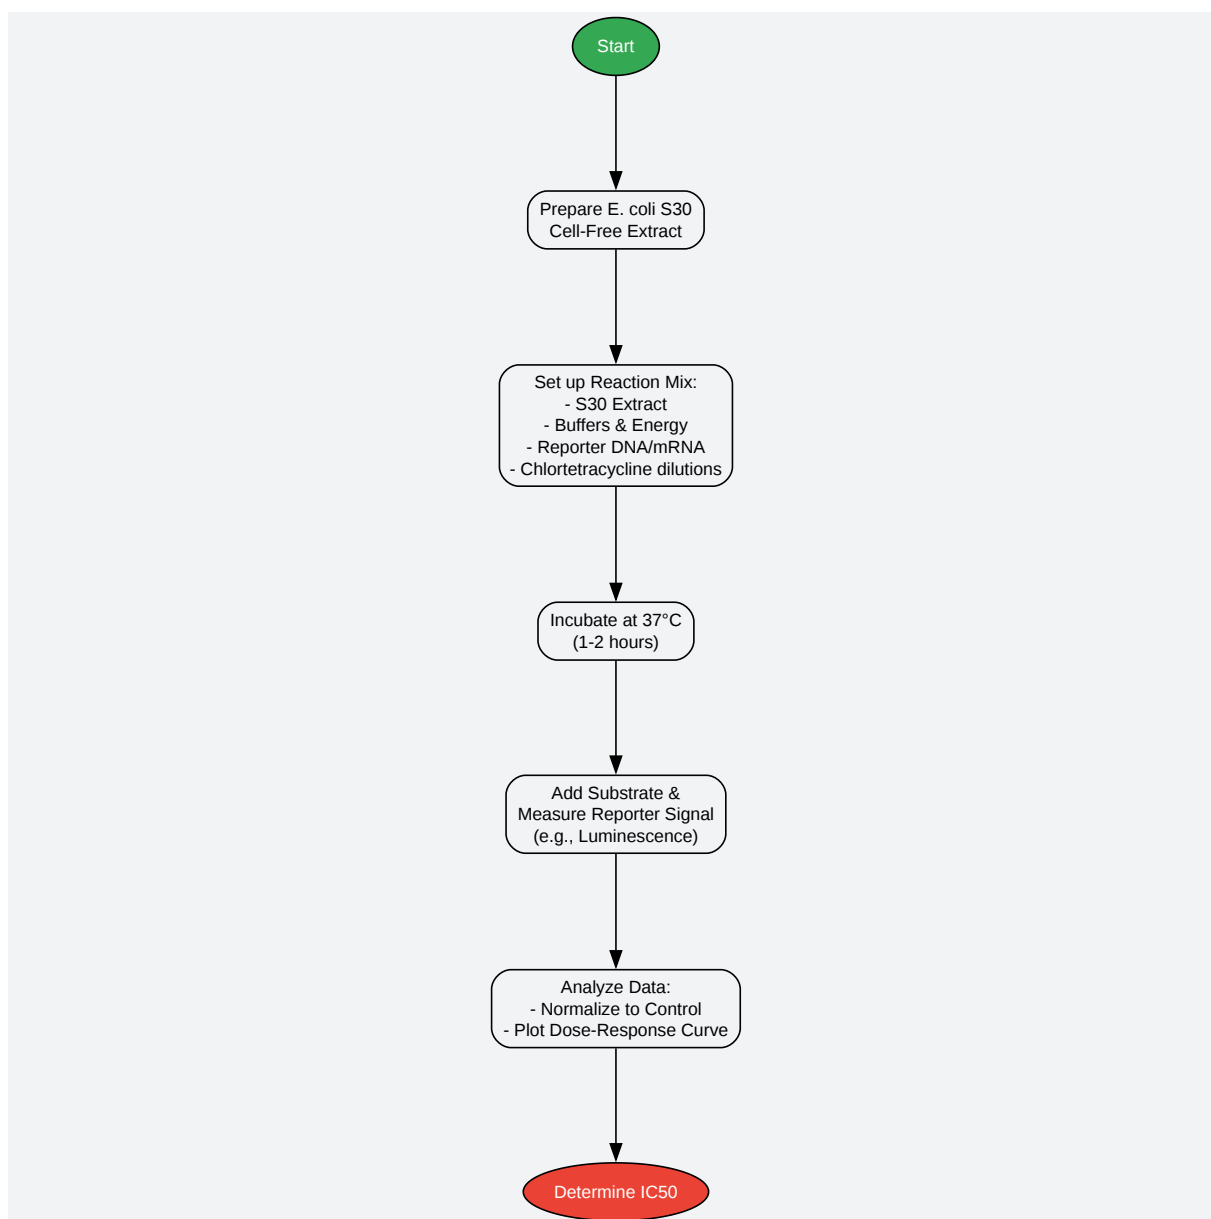 Start
Prepare E. coli S30
Cell-Free Extract
Set up Reaction Mix:
- S30 Extract
- Buffers & Energy
- Reporter DNA/mRNA
- Chlortetracycline dilutions
Incubate at 37°C
(1-2 hours)
Add Substrate &
Measure Reporter Signal
(e.g., Luminescence)
Analyze Data:
- Normalize to Control
- Plot Dose-Response Curve
Determine IC50